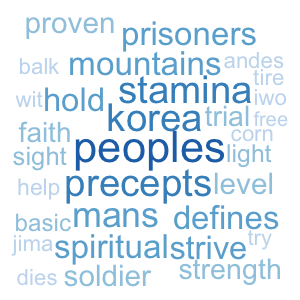 proven prisoners
balk mountains andes
tire
wit hold stamina iwo
korea trial free
faith corn
sight peoples light
help precepts level
basic mans defines
jima spiritual strive try
dies soldier strength